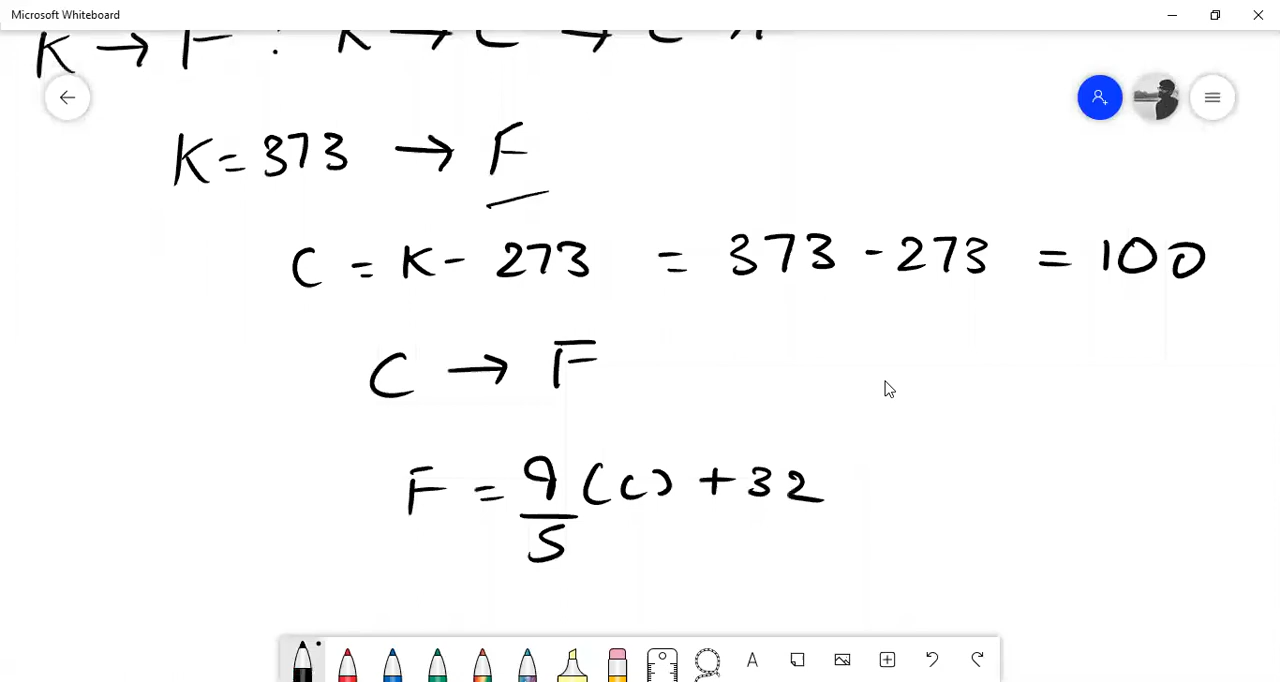 Microsoft Whiteboard
K → F : K → C → C
K = 373 → F
C = K - 273 = 373 - 273 = 100
C → F
F = 9/5 (C) + 32
A